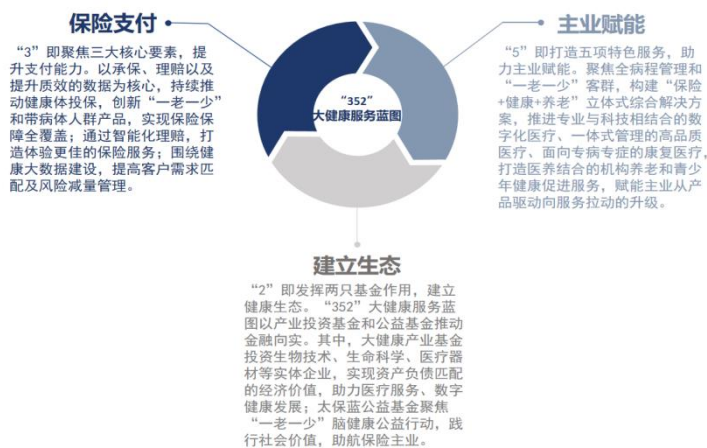 保险支付
“3”即聚焦三大核心要素，提
升支付能力。以承保、理赔以及
提升质效的数据为核心，持续推
动健康体投保，创新“一老一少”
和带病体人群产品，实现保险保
障全覆盖；通过智能化理赔，打
造体验更佳的保险服务；围绕健
康大数据建设，提高客户需求匹
配及风险减量管理。
“352”
大健康服务蓝图
主业赋能
“5”即打造五项特色服务，助
力主业赋能。聚焦全病程管理和
“一老一少”客群，构建“保险
+健康+养老”立体式综合解决方
案，推进专业与科技相结合的数
字化医疗、一体式管理的高品质
医疗、面向专病专症的康复医疗，
打造医养结合的机构养老和青少
年健康促进服务，赋能主业从产
品驱动向服务拉动的升级。
建立生态
“2”即发挥两只基金作用，建立
健康生态。“352”大健康服务蓝
图以产业投资基金和公益基金推动
金融向实。其中，大健康产业基金
投资生物技术、生命科学、医疗器
材等实体企业，实现资产负债匹配
的经济价值，助力医疗服务、数字
健康发展；太保蓝公益基金聚焦
“一老一少”脑健康公益行动，践
行社会价值，助航保险主业。